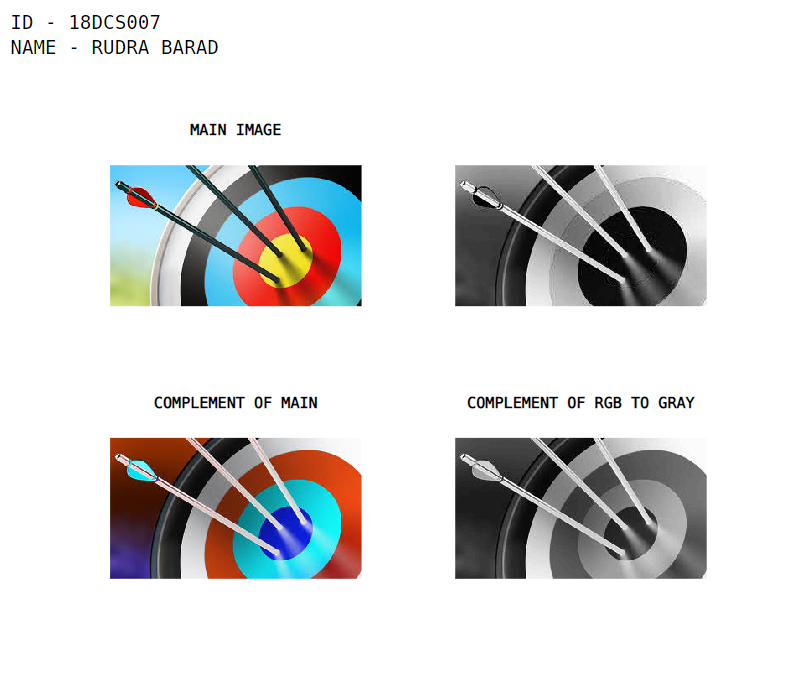 ID - 18DCS007
NAME - RUDRA BARAD
MAIN IMAGE
COMPLEMENT OF MAIN
COMPLEMENT OF RGB TO GRAY